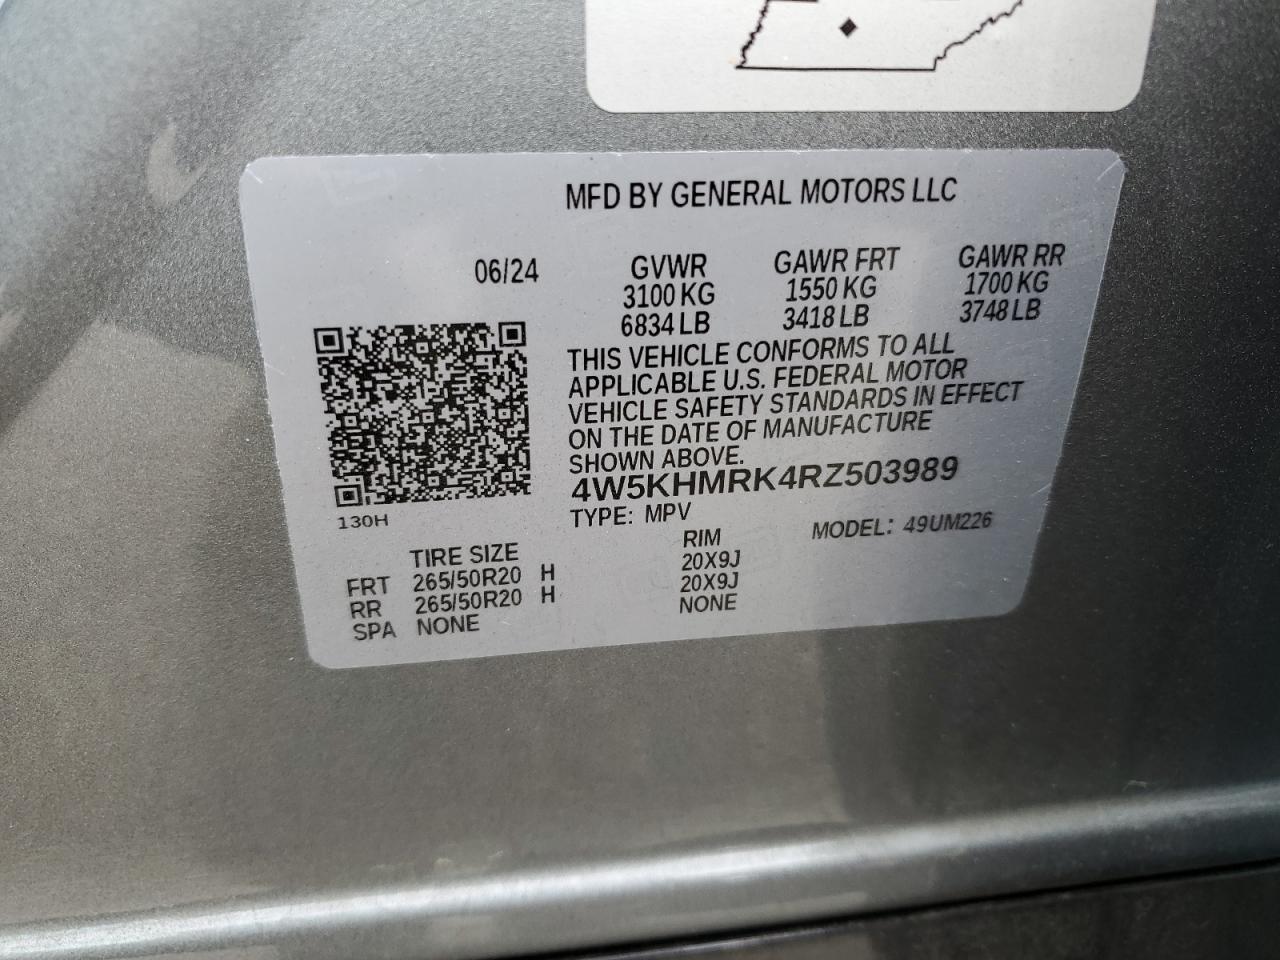 MFD BY GENERAL MOTORS LLC
06/24 GVWR GAWR FRT GAWR RR
3100 KG 1550 KG 1700 KG
6834 LB 3418 LB 3748 LB
THIS VEHICLE CONFORMS TO ALL
APPLICABLE U.S. FEDERAL MOTOR
VEHICLE SAFETY STANDARDS IN EFFECT
ON THE DATE OF MANUFACTURE
SHOWN ABOVE.
4W5KHMRK4RZ503989
130H
TYPE: MPV MODEL: 49UM226
TIRE SIZE RIM
FRT 265/50R20 H 20X9J
RR 265/50R20 H 20X9J
SPA NONE NONE